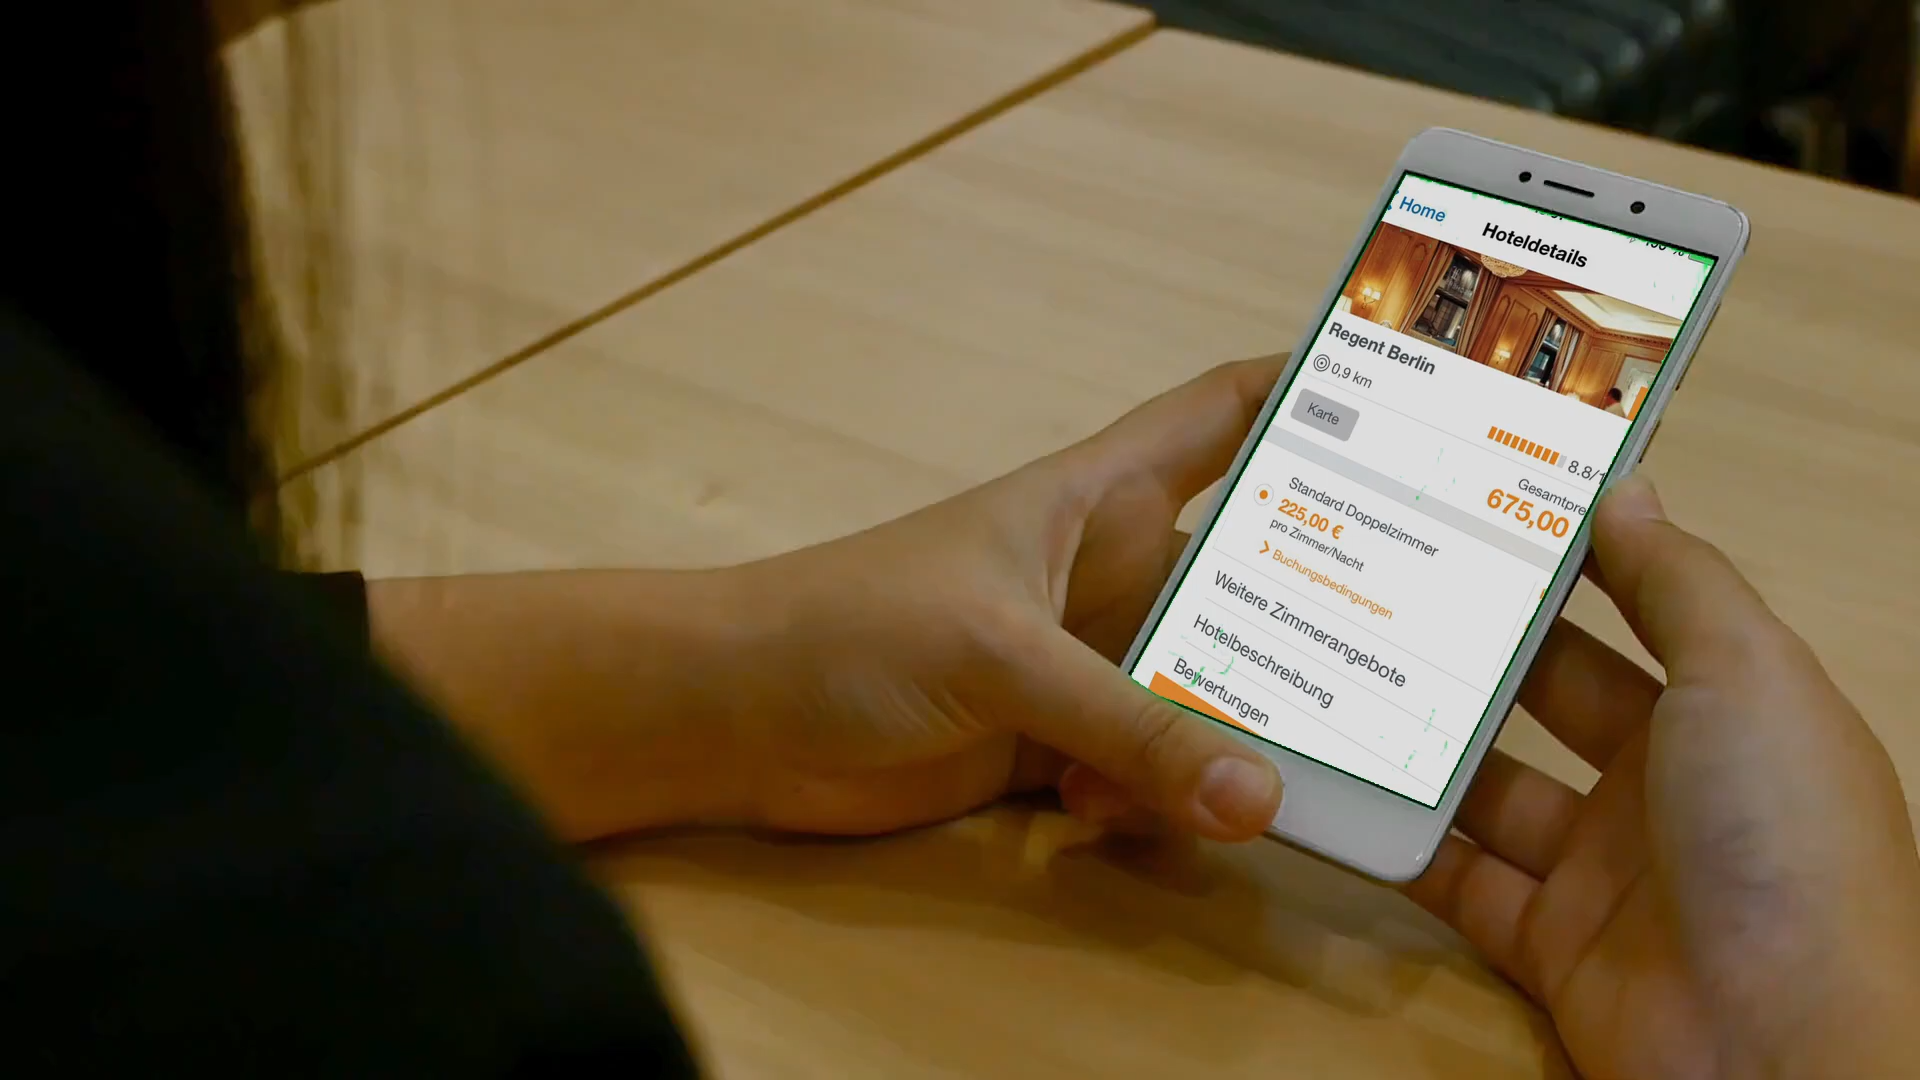 Home
Hoteldetails
Regent Berlin
0,9 km
Karte
8.8/1
Gesamtpre
675,00
Standard Doppelzimmer
225,00 €
pro Zimmer/Nacht
Buchungsbedingungen
Weitere Zimmerangebote
Hotelbeschreibung
Bewertungen